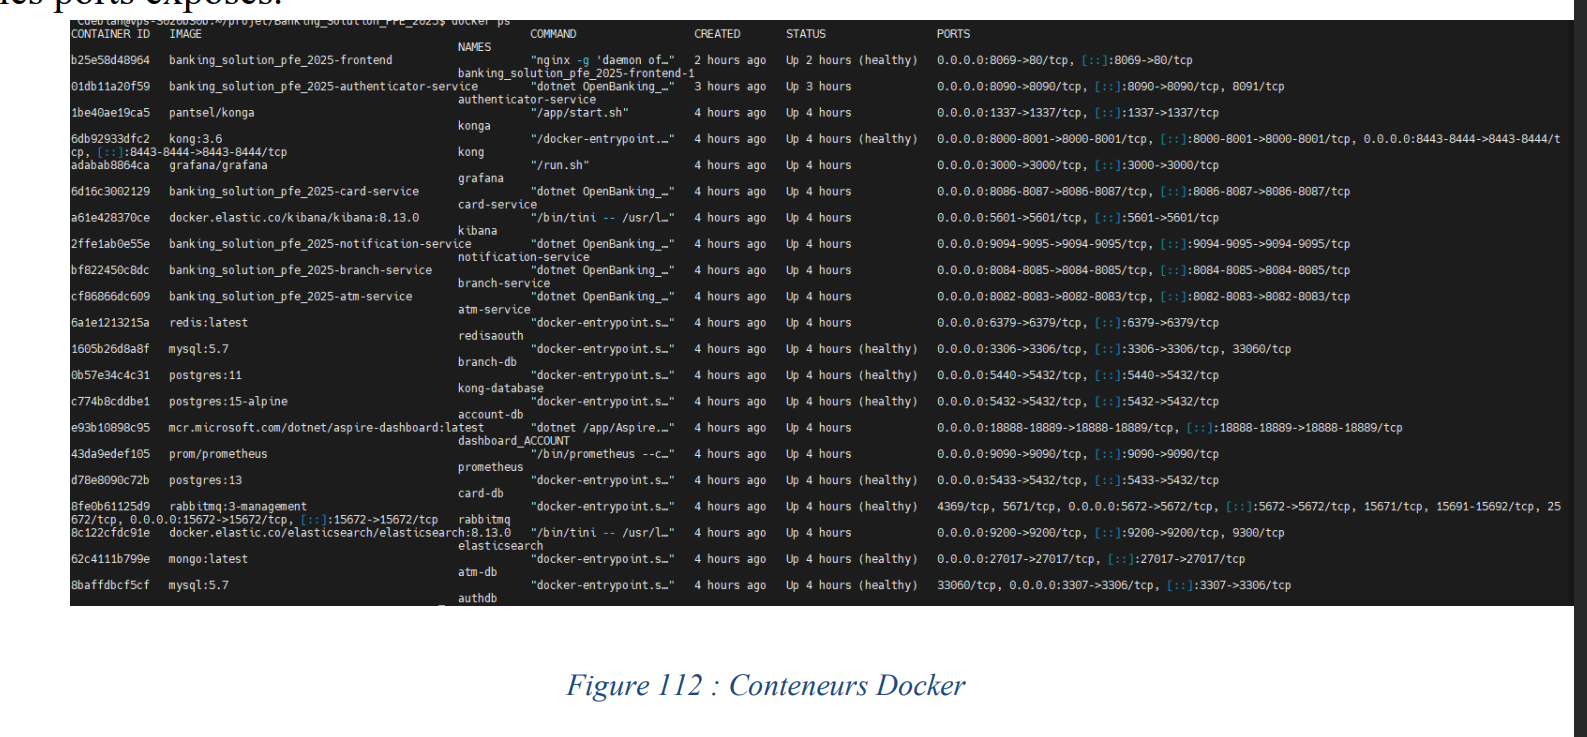 les ports exposés.
debian@vps-3020b30b:~/projet/Banking_Solution_PFE_2025$ docker ps
CONTAINER ID IMAGE COMMAND CREATED STATUS PORTS
NAMES
b25e58d48964 banking_solution_pfe_2025-frontend "nginx -g 'daemon of…" 2 hours ago Up 2 hours (healthy) 0.0.0.0:8069->80/tcp, [::]:8069->80/tcp
banking_solution_pfe_2025-frontend-1
01db11a20f59 banking_solution_pfe_2025-authenticator-service "dotnet OpenBanking_…" 3 hours ago Up 3 hours 0.0.0.0:8090->8090/tcp, [::]:8090->8090/tcp, 8091/tcp
authenticator-service
1be40ae19ca5 pantsel/konga "/app/start.sh" 4 hours ago Up 4 hours 0.0.0.0:1337->1337/tcp, [::]:1337->1337/tcp
konga
6db92933dfc2 kong:3.6 "/docker-entrypoint.…" 4 hours ago Up 4 hours (healthy) 0.0.0.0:8000-8001->8000-8001/tcp, [::]:8000-8001->8000-8001/tcp, 0.0.0.0:8443-8444->8443-8444/t
cp, [::]:8443-8444->8443-8444/tcp kong
adabab8864ca grafana/grafana "/run.sh" 4 hours ago Up 4 hours 0.0.0.0:3000->3000/tcp, [::]:3000->3000/tcp
grafana
6d16c3002129 banking_solution_pfe_2025-card-service "dotnet OpenBanking_…" 4 hours ago Up 4 hours 0.0.0.0:8086-8087->8086-8087/tcp, [::]:8086-8087->8086-8087/tcp
card-service
a61e428370ce docker.elastic.co/kibana/kibana:8.13.0 "/bin/tini -- /usr/l…" 4 hours ago Up 4 hours 0.0.0.0:5601->5601/tcp, [::]:5601->5601/tcp
kibana
2ffe1ab0e55e banking_solution_pfe_2025-notification-service "dotnet OpenBanking_…" 4 hours ago Up 4 hours 0.0.0.0:9094-9095->9094-9095/tcp, [::]:9094-9095->9094-9095/tcp
notification-service
bf822450c8dc banking_solution_pfe_2025-branch-service "dotnet OpenBanking_…" 4 hours ago Up 4 hours 0.0.0.0:8084-8085->8084-8085/tcp, [::]:8084-8085->8084-8085/tcp
branch-service
cf86866dc609 banking_solution_pfe_2025-atm-service "dotnet OpenBanking_…" 4 hours ago Up 4 hours 0.0.0.0:8082-8083->8082-8083/tcp, [::]:8082-8083->8082-8083/tcp
atm-service
6a1e1213215a redis:latest "docker-entrypoint.s…" 4 hours ago Up 4 hours 0.0.0.0:6379->6379/tcp, [::]:6379->6379/tcp
redisaouth
1605b26d8a8f mysql:5.7 "docker-entrypoint.s…" 4 hours ago Up 4 hours (healthy) 0.0.0.0:3306->3306/tcp, [::]:3306->3306/tcp, 33060/tcp
branch-db
0b57e34c4c31 postgres:11 "docker-entrypoint.s…" 4 hours ago Up 4 hours (healthy) 0.0.0.0:5440->5432/tcp, [::]:5440->5432/tcp
kong-database
c774b8cddbe1 postgres:15-alpine "docker-entrypoint.s…" 4 hours ago Up 4 hours (healthy) 0.0.0.0:5432->5432/tcp, [::]:5432->5432/tcp
account-db
e93b10898c95 mcr.microsoft.com/dotnet/aspire-dashboard:latest "dotnet /app/Aspire.…" 4 hours ago Up 4 hours 0.0.0.0:18888-18889->18888-18889/tcp, [::]:18888-18889->18888-18889/tcp
dashboard_ACCOUNT
43da9edef105 prom/prometheus "/bin/prometheus --c…" 4 hours ago Up 4 hours 0.0.0.0:9090->9090/tcp, [::]:9090->9090/tcp
prometheus
d78e8090c72b postgres:13 "docker-entrypoint.s…" 4 hours ago Up 4 hours (healthy) 0.0.0.0:5433->5432/tcp, [::]:5433->5432/tcp
card-db
8fe0b61125d9 rabbitmq:3-management "docker-entrypoint.s…" 4 hours ago Up 4 hours (healthy) 4369/tcp, 5671/tcp, 0.0.0.0:5672->5672/tcp, [::]:5672->5672/tcp, 15671/tcp, 15691-15692/tcp, 25
672/tcp, 0.0.0.0:15672->15672/tcp, [::]:15672->15672/tcp rabbitmq
8c122cfdc91e docker.elastic.co/elasticsearch/elasticsearch:8.13.0 "/bin/tini -- /usr/l…" 4 hours ago Up 4 hours 0.0.0.0:9200->9200/tcp, [::]:9200->9200/tcp, 9300/tcp
elasticsearch
62c4111b799e mongo:latest "docker-entrypoint.s…" 4 hours ago Up 4 hours (healthy) 0.0.0.0:27017->27017/tcp, [::]:27017->27017/tcp
atm-db
8baffdbcf5cf mysql:5.7 "docker-entrypoint.s…" 4 hours ago Up 4 hours (healthy) 33060/tcp, 0.0.0.0:3307->3306/tcp, [::]:3307->3306/tcp
authdb
Figure 112 : Conteneurs Docker